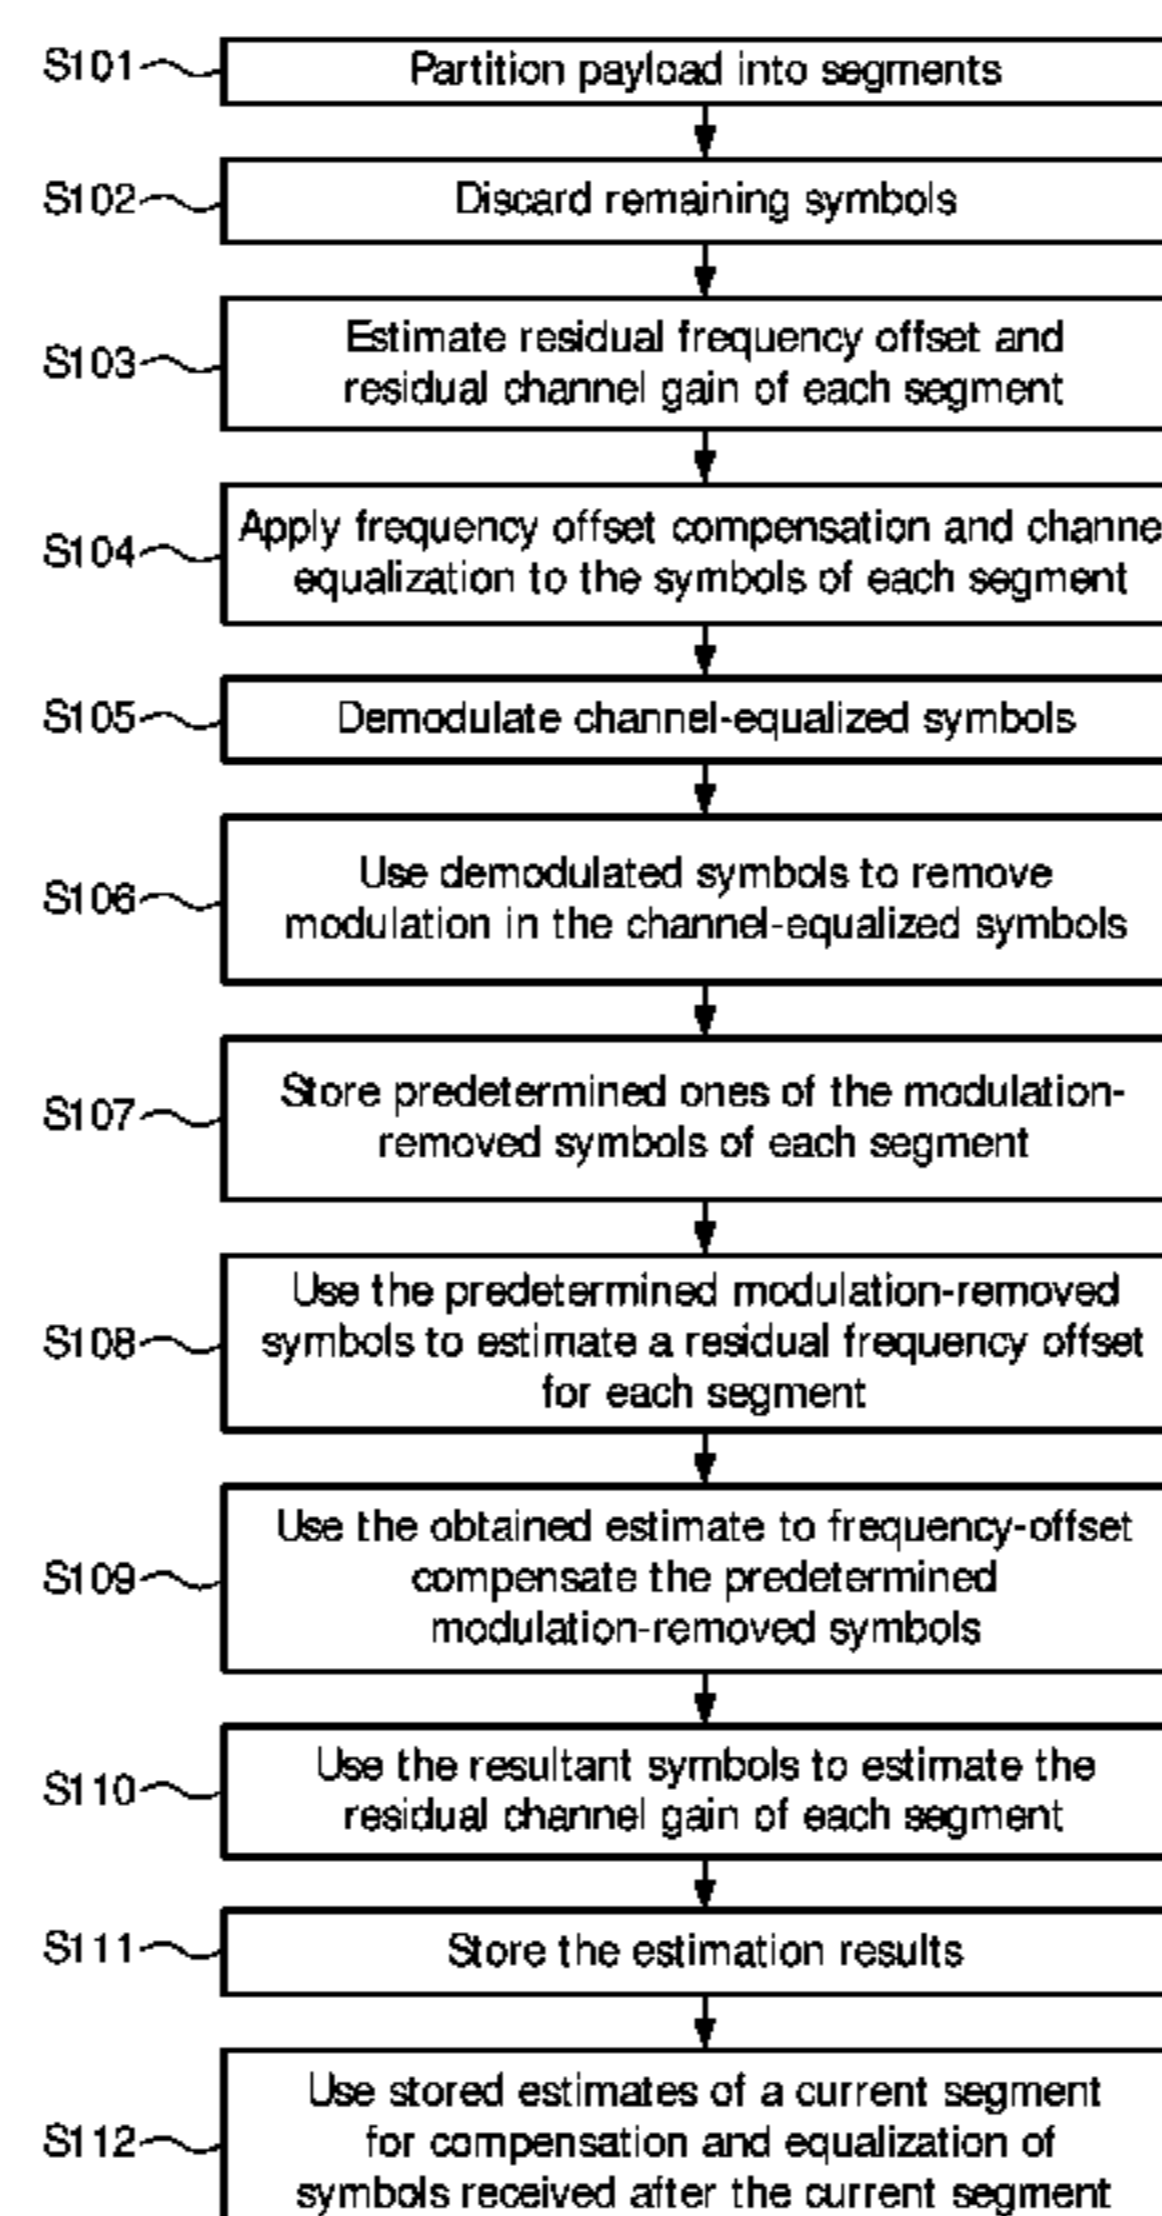 S101
Partition payload into segments
S102
Discard remaining symbols
S103
Estimate residual frequency offset and
residual channel gain of each segment
S104
Apply frequency offset compensation and channe
equalization to the symbols of each segment
S105
Demodulate channel-equalized symbols
S106
Use demodulated symbols to remove
modulation in the channel-equalized symbols
S107
Store predetermined ones of the modulation-
removed symbols of each segment
S108
Use the predetermined modulation-removed
symbols to estimate a residual frequency offset
for each segment
S109
Use the obtained estimate to frequency-offset
compensate the predetermined
modulation-removed symbols
S110
Use the resultant symbols to estimate the
residual channel gain of each segment
S111
Store the estimation results
S112
Use stored estimates of a current segment
for compensation and equalization of
symbols received after the current segment